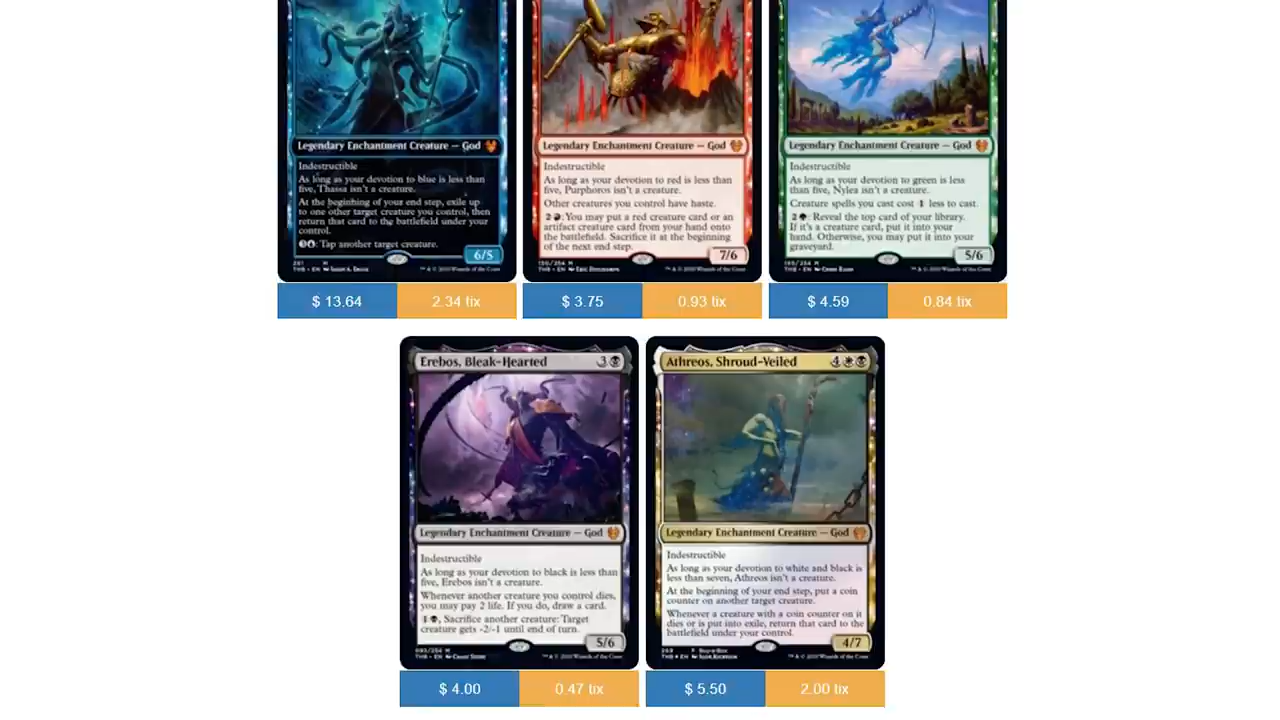 Legendary Enchantment Creature — God
Indestructible
As long as your devotion to blue is less than
five, Thassa isn't a creature.
At the beginning of your end step, exile up
to one other target creature you control, then
return that card to the battlefield under your
control.
: Tap another target creature.
6/5
$ 13.64
2.34 tix
Legendary Enchantment Creature — God
Indestructible
As long as your devotion to red is less than
five, Purphoros isn't a creature.
Other creatures you control have haste.
2 : You may put a red creature card or an
artifact creature card from your hand onto
the battlefield. Sacrifice it at the beginning
of the next end step.
7/6
$ 3.75
0.93 tix
Legendary Enchantment Creature — God
Indestructible
As long as your devotion to green is less
than five, Nylea isn't a creature.
Creature spells you cast cost 1 less to cast.
2 : Reveal the top card of your library.
If it's a creature card, put it into your
hand. Otherwise, you may put it into your
graveyard.
5/6
$ 4.59
0.84 tix
Erebos, Bleak-Hearted 3
Legendary Enchantment Creature — God
Indestructible
As long as your devotion to black is less than
five, Erebos isn't a creature.
Whenever another creature you control dies,
you may pay 2 life. If you do, draw a card.
1 , Sacrifice another creature: Target
creature gets -2/-1 until end of turn.
5/6
$ 4.00
0.47 tix
Athreos, Shroud-Veiled 4
Legendary Enchantment Creature — God
Indestructible
As long as your devotion to white and black is
less than seven, Athreos isn't a creature.
At the beginning of your end step, put a coin
counter on another target creature.
Whenever a creature with a coin counter on it
dies or is put into exile, return that card to the
battlefield under your control.
4/7
$ 5.50
2.00 tix